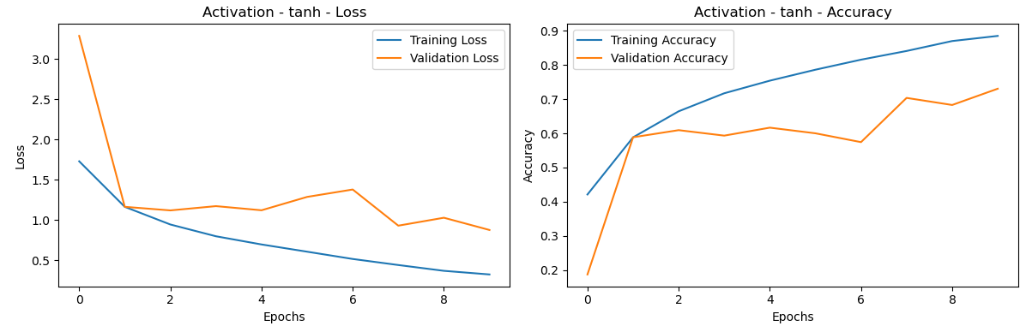 Activation - tanh - Loss
Training Loss
Validation Loss
3.0
2.5
2.0
1.5
1.0
0.5
Loss
0 2 4 6 8
Epochs
Activation - tanh - Accuracy
Training Accuracy
Validation Accuracy
0.9
0.8
0.7
0.6
0.5
0.4
0.3
0.2
Accuracy
0 2 4 6 8
Epochs